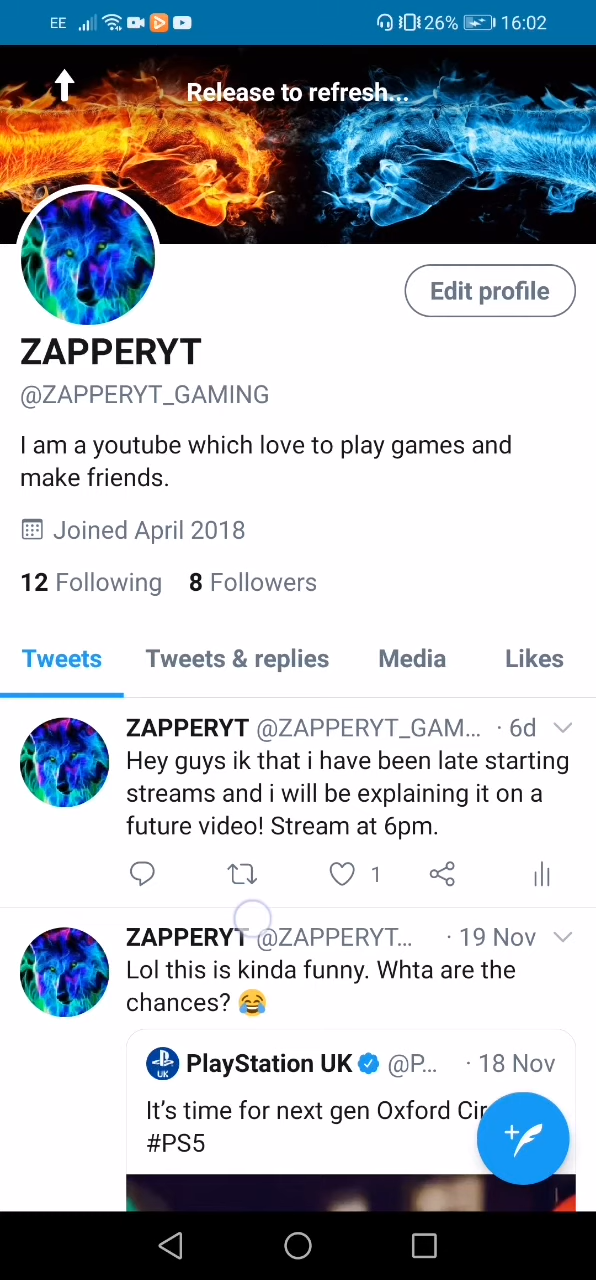 EE 26% 16:02
Release to refresh...
Edit profile
ZAPPERYT
@ZAPPERYT_GAMING
I am a youtube which love to play games and
make friends.
Joined April 2018
12 Following 8 Followers
Tweets Tweets & replies Media Likes
ZAPPERYT @ZAPPERYT_GAM... · 6d
Hey guys ik that i have been late starting
streams and i will be explaining it on a
future video! Stream at 6pm.
1
ZAPPERYT @ZAPPERYT... · 19 Nov
Lol this is kinda funny. Whta are the
chances? 😂
UK PlayStation UK @P... · 18 Nov
It's time for next gen Oxford Cir
#PS5